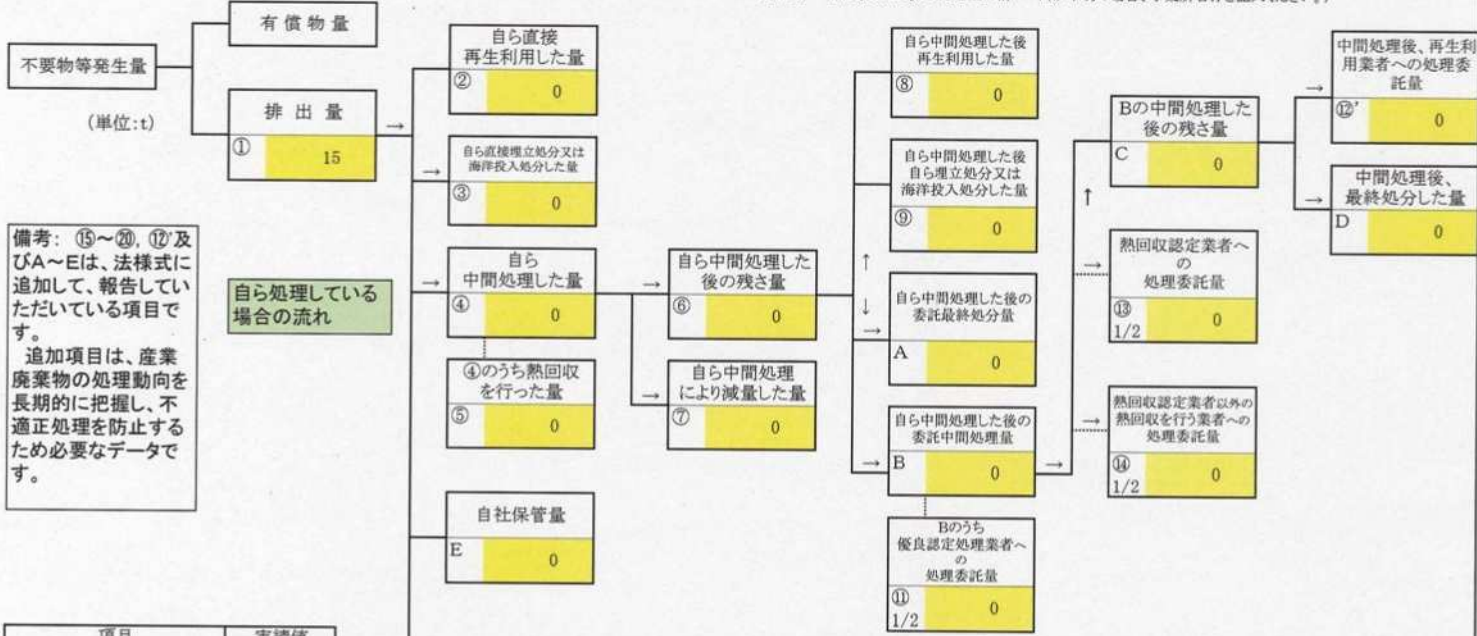 不要物等発生量
(単位:t)
有償物量
排出量
①
15
→
備考: ⑮~⑳, ⑫'及
びA~Eは、法様式に
追加して、報告してい
ただいている項目で
す。
追加項目は、産業
廃棄物の処理動向を
長期的に把握し、不
適正処理を防止する
ため必要なデータで
す。
自ら処理している
場合の流れ
自ら直接
再生利用した量
②
0
→
自ら直接埋立処分又は
海洋投入処分した量
③
0
→
自ら
中間処理した量
④
0
④のうち熱回収
を行った量
⑤
0
自社保管量
E
0
→
自ら中間処理した
後の残さ量
⑥
0
→
自ら中間処理
により減量した量
⑦
0
自ら中間処理した後
再生利用した量
⑧
0
自ら中間処理した後
自ら埋立処分又は
海洋投入処分した量
⑨
0
↑
↓
→
自ら中間処理した後の
委託最終処分量
A
0
→
自ら中間処理した後の
委託中間処理量
B
0
→
Bのうち
優良認定処理業者へ
の
処理委託量
⑪
1/2
0
Bの中間処理した
後の残さ量
C
0
↑
→
熱回収認定業者へ
の
処理委託量
⑬
1/2
0
→
熱回収認定業者以外の
熱回収を行う業者への
処理委託量
⑭
1/2
0
→
中間処理後、再生利
用業者への処理委
託量
⑫'
0
→
中間処理後、
最終処分した量
D
0
項目
実績値